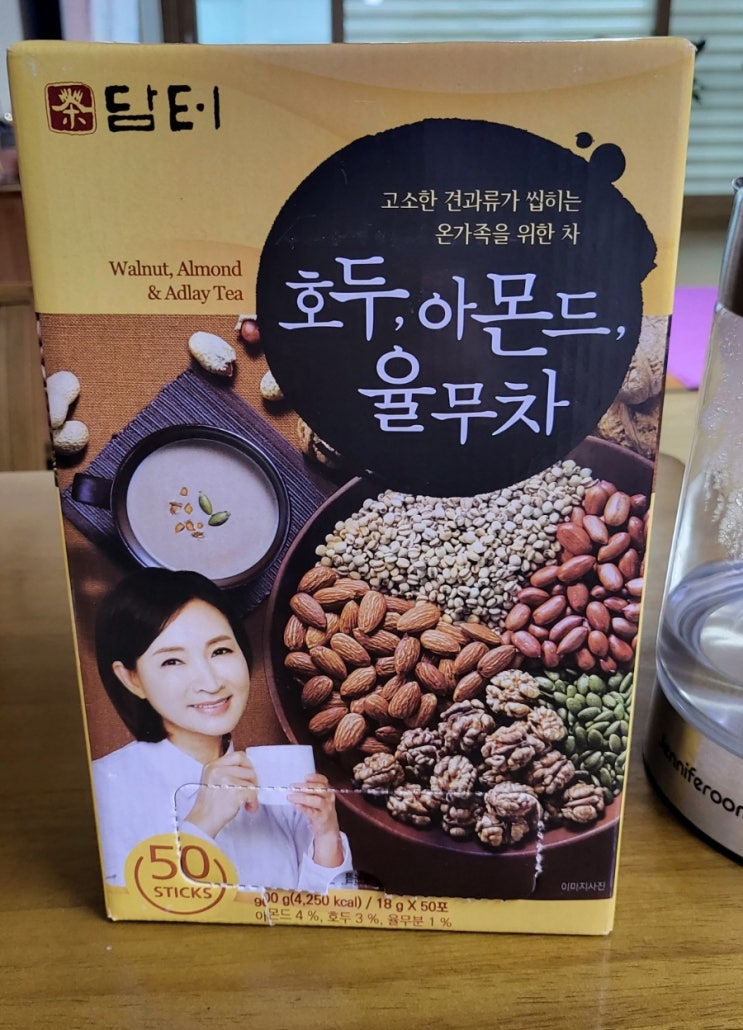 茶 담터
고소한 견과류가 씹히는
온가족을 위한 차
Walnut, Almond
& Adlay Tea
호두, 아몬드,
율무차
50
STICKS
900 g(4,250 kcal) / 18 g X 50포
아몬드 4 %, 호두 3 %, 율무분 1 %
이미지사진
Jenniferoom